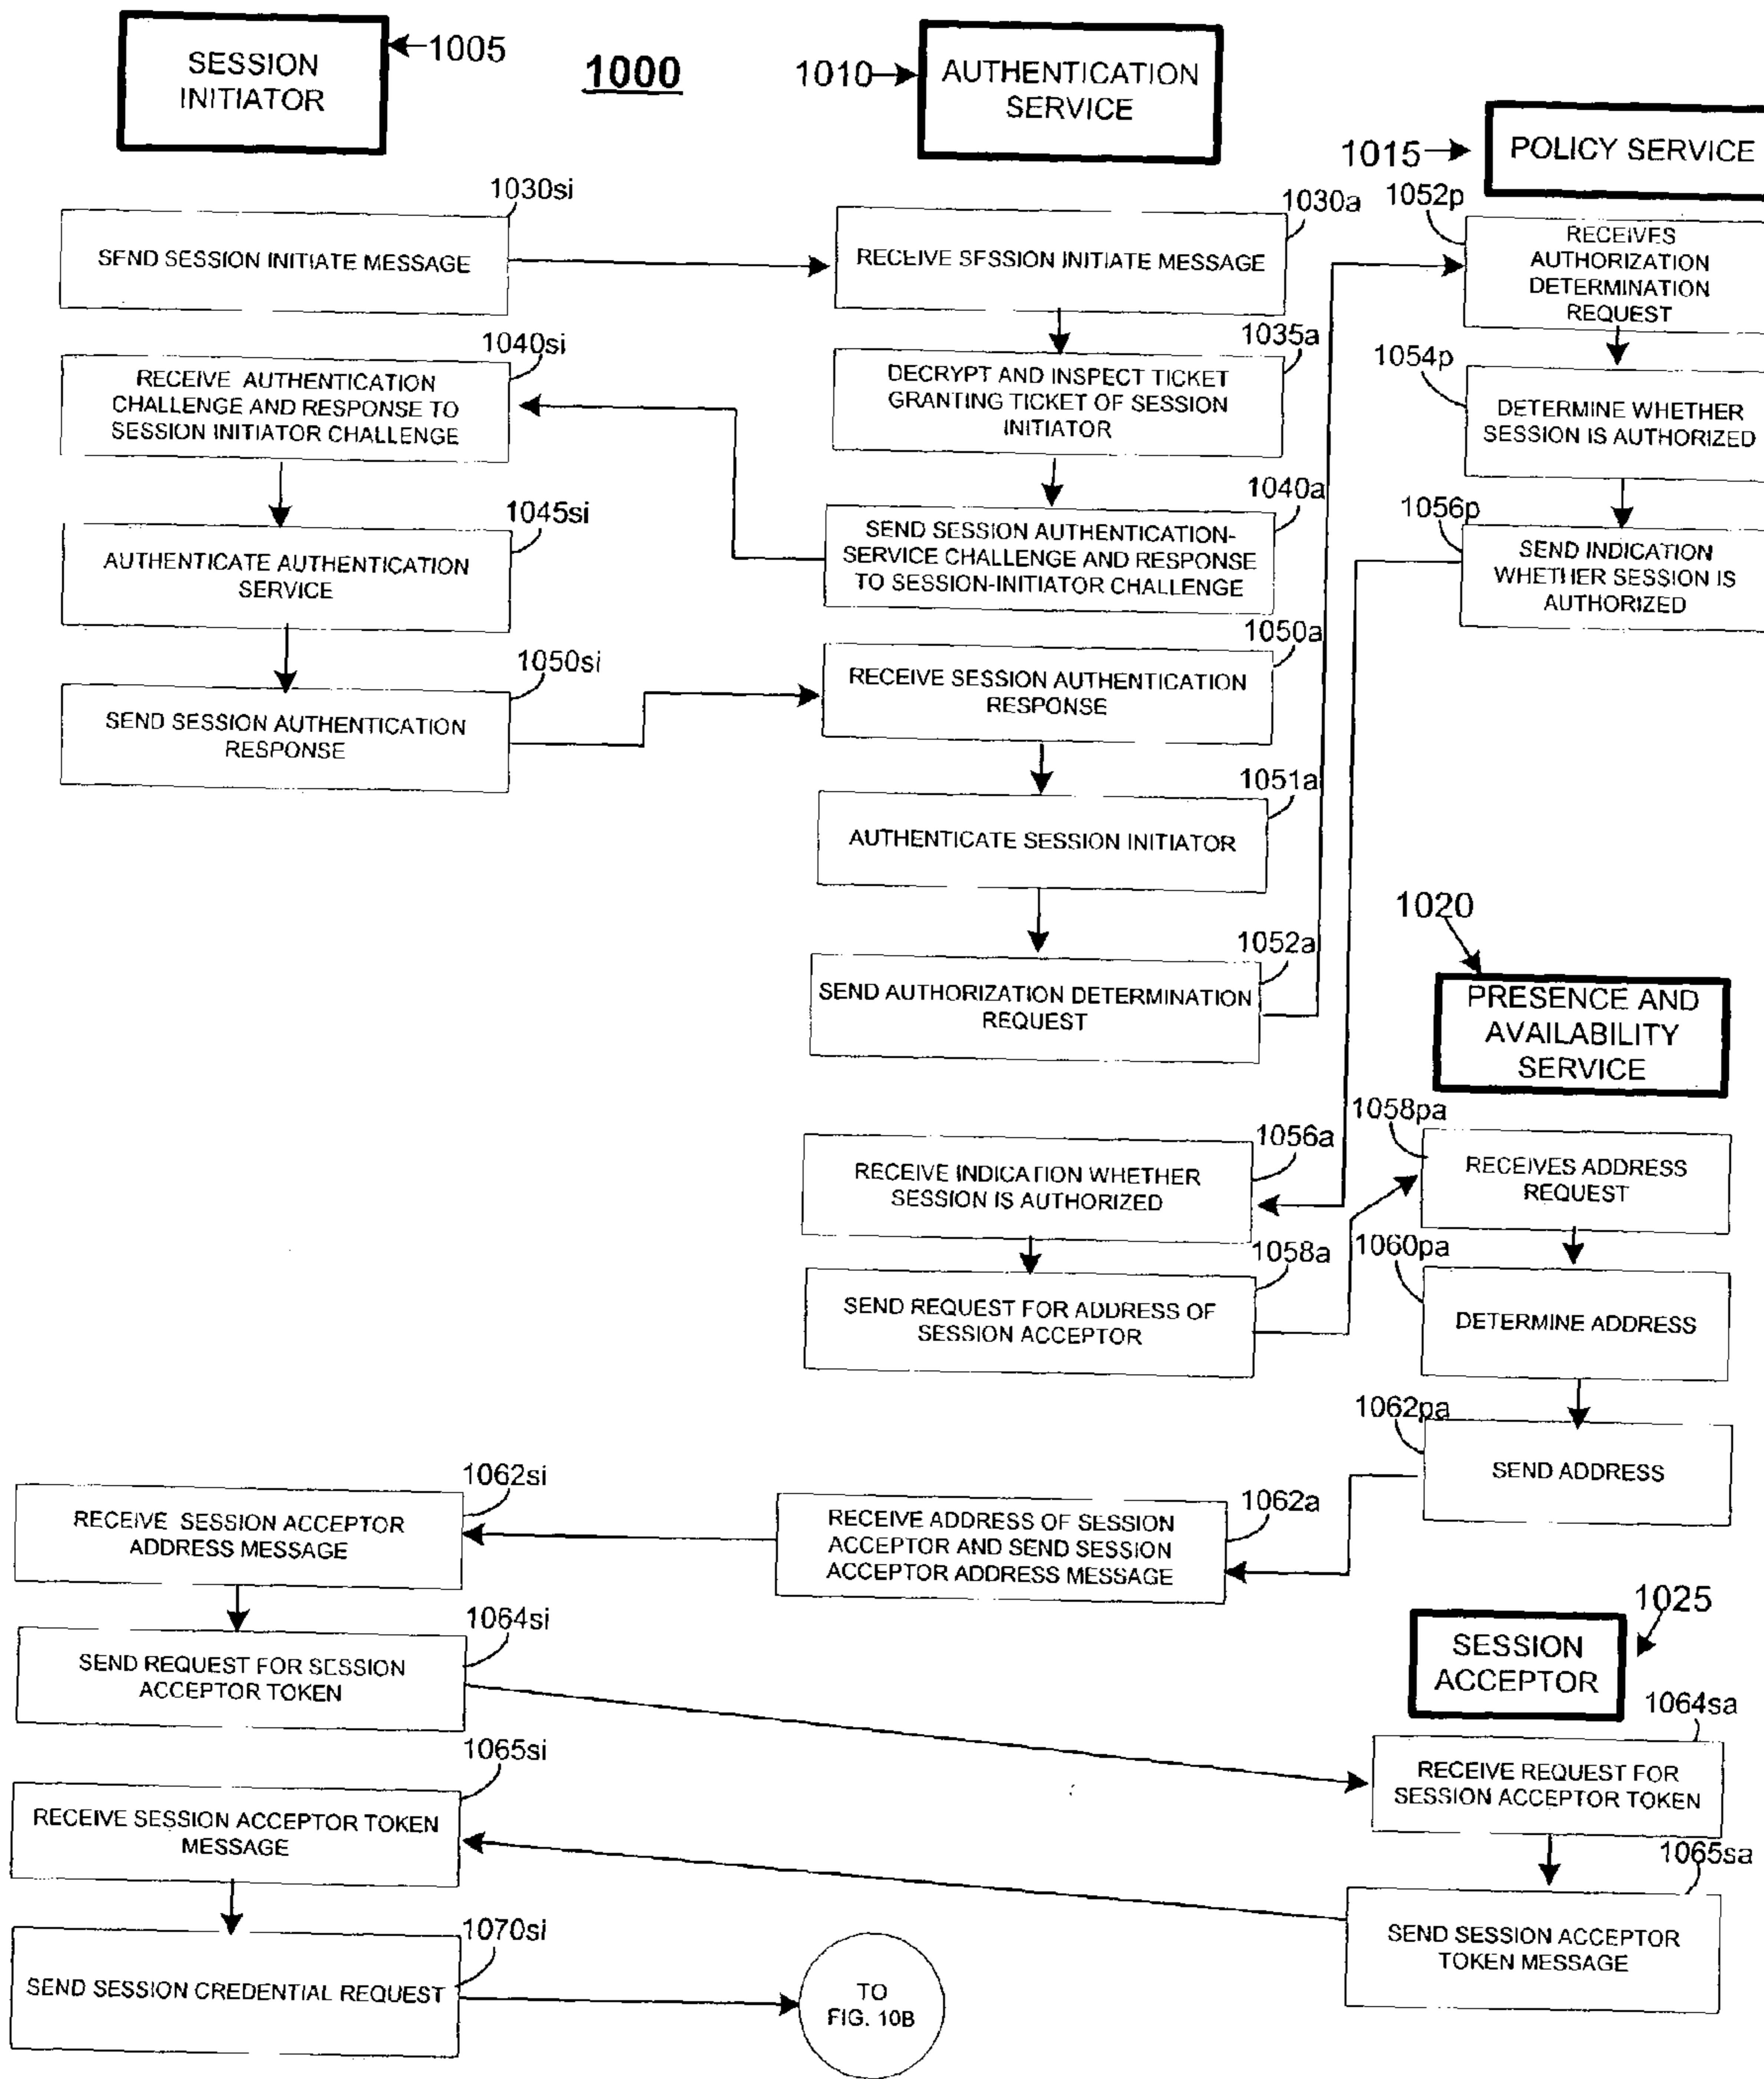 SESSION
INITIATOR
1005
1000
1010
AUTHENTICATION
SERVICE
1015
POLICY SERVICE
1030si
SEND SESSION INITIATE MESSAGE
1030a
RECEIVE SESSION INITIATE MESSAGE
1052p
RECEIVES
AUTHORIZATION
DETERMINATION
REQUEST
1040si
RECEIVE AUTHENTICATION
CHALLENGE AND RESPONSE TO
SESSION INITIATOR CHALLENGE
1035a
DECRYPT AND INSPECT TICKET
GRANTING TICKET OF SESSION
INITIATOR
1054p
DETERMINE WHETHER
SESSION IS AUTHORIZED
1045si
AUTHENTICATE AUTHENTICATION
SERVICE
1040a
SEND SESSION AUTHENTICATION-
SERVICE CHALLENGE AND RESPONSE
TO SESSION-INITIATOR CHALLENGE
1056p
SEND INDICATION
WHETHER SESSION IS
AUTHORIZED
1050si
SEND SESSION AUTHENTICATION
RESPONSE
1050a
RECEIVE SESSION AUTHENTICATION
RESPONSE
1051a
AUTHENTICATE SESSION INITIATOR
1052a
SEND AUTHORIZATION DETERMINATION
REQUEST
1020
PRESENCE AND
AVAILABILITY
SERVICE
1056a
RECEIVE INDICATION WHETHER
SESSION IS AUTHORIZED
1058pa
RECEIVES ADDRESS
REQUEST
1058a
SEND REQUEST FOR ADDRESS OF
SESSION ACCEPTOR
1060pa
DETERMINE ADDRESS
1062pa
SEND ADDRESS
1062si
RECEIVE SESSION ACCEPTOR
ADDRESS MESSAGE
1062a
RECEIVE ADDRESS OF SESSION
ACCEPTOR AND SEND SESSION
ACCEPTOR ADDRESS MESSAGE
1064si
SEND REQUEST FOR SESSION
ACCEPTOR TOKEN
1025
SESSION
ACCEPTOR
1064sa
RECEIVE REQUEST FOR
SESSION ACCEPTOR TOKEN
1065si
RECEIVE SESSION ACCEPTOR TOKEN
MESSAGE
1065sa
SEND SESSION ACCEPTOR
TOKEN MESSAGE
1070si
SEND SESSION CREDENTIAL REQUEST
TO
FIG. 10B